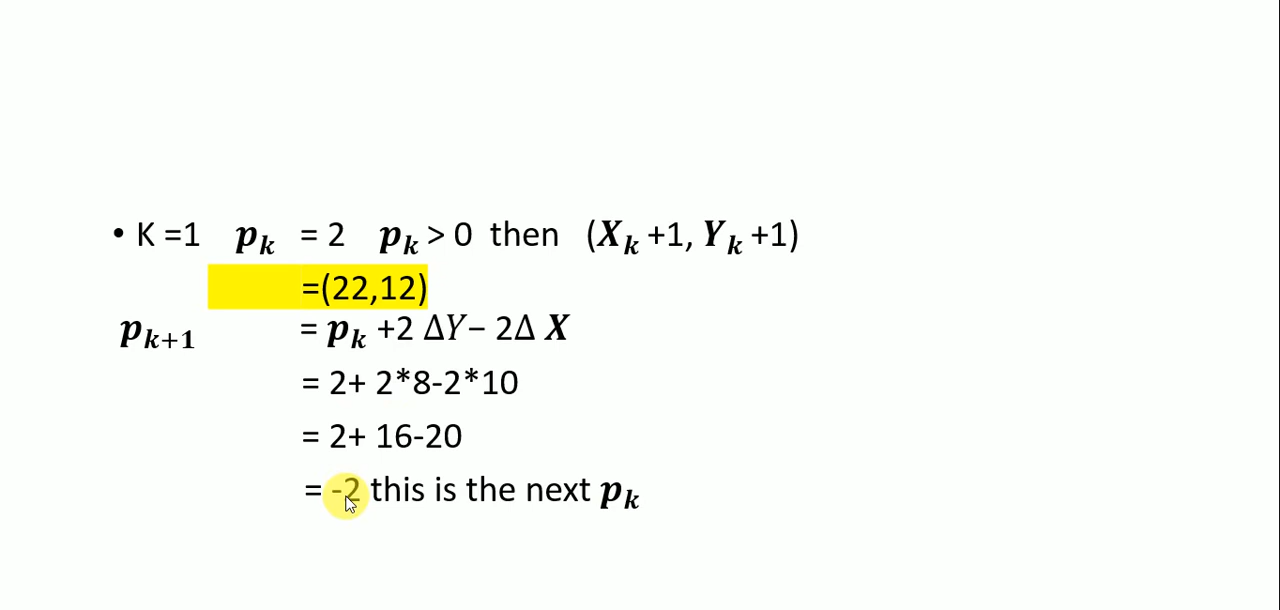 • K =1 pₖ = 2 pₖ > 0 then (Xₖ +1, Yₖ +1)
=(22,12)
pₖ₊₁ = pₖ +2 ΔY– 2Δ X
= 2+ 2*8-2*10
= 2+ 16-20
= -2 this is the next pₖ